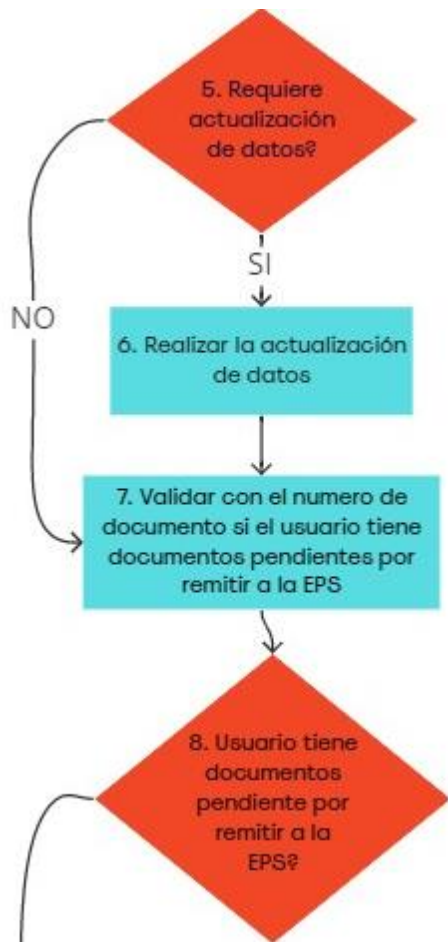 5. Requiere
actualización
de datos?
SI
NO
6. Realizar la actualización
de datos
7. Validar con el numero de
documento si el usuario tiene
documentos pendientes por
remitir a la EPS
8. Usuario tiene
documentos
pendiente por
remitir a la
EPS?